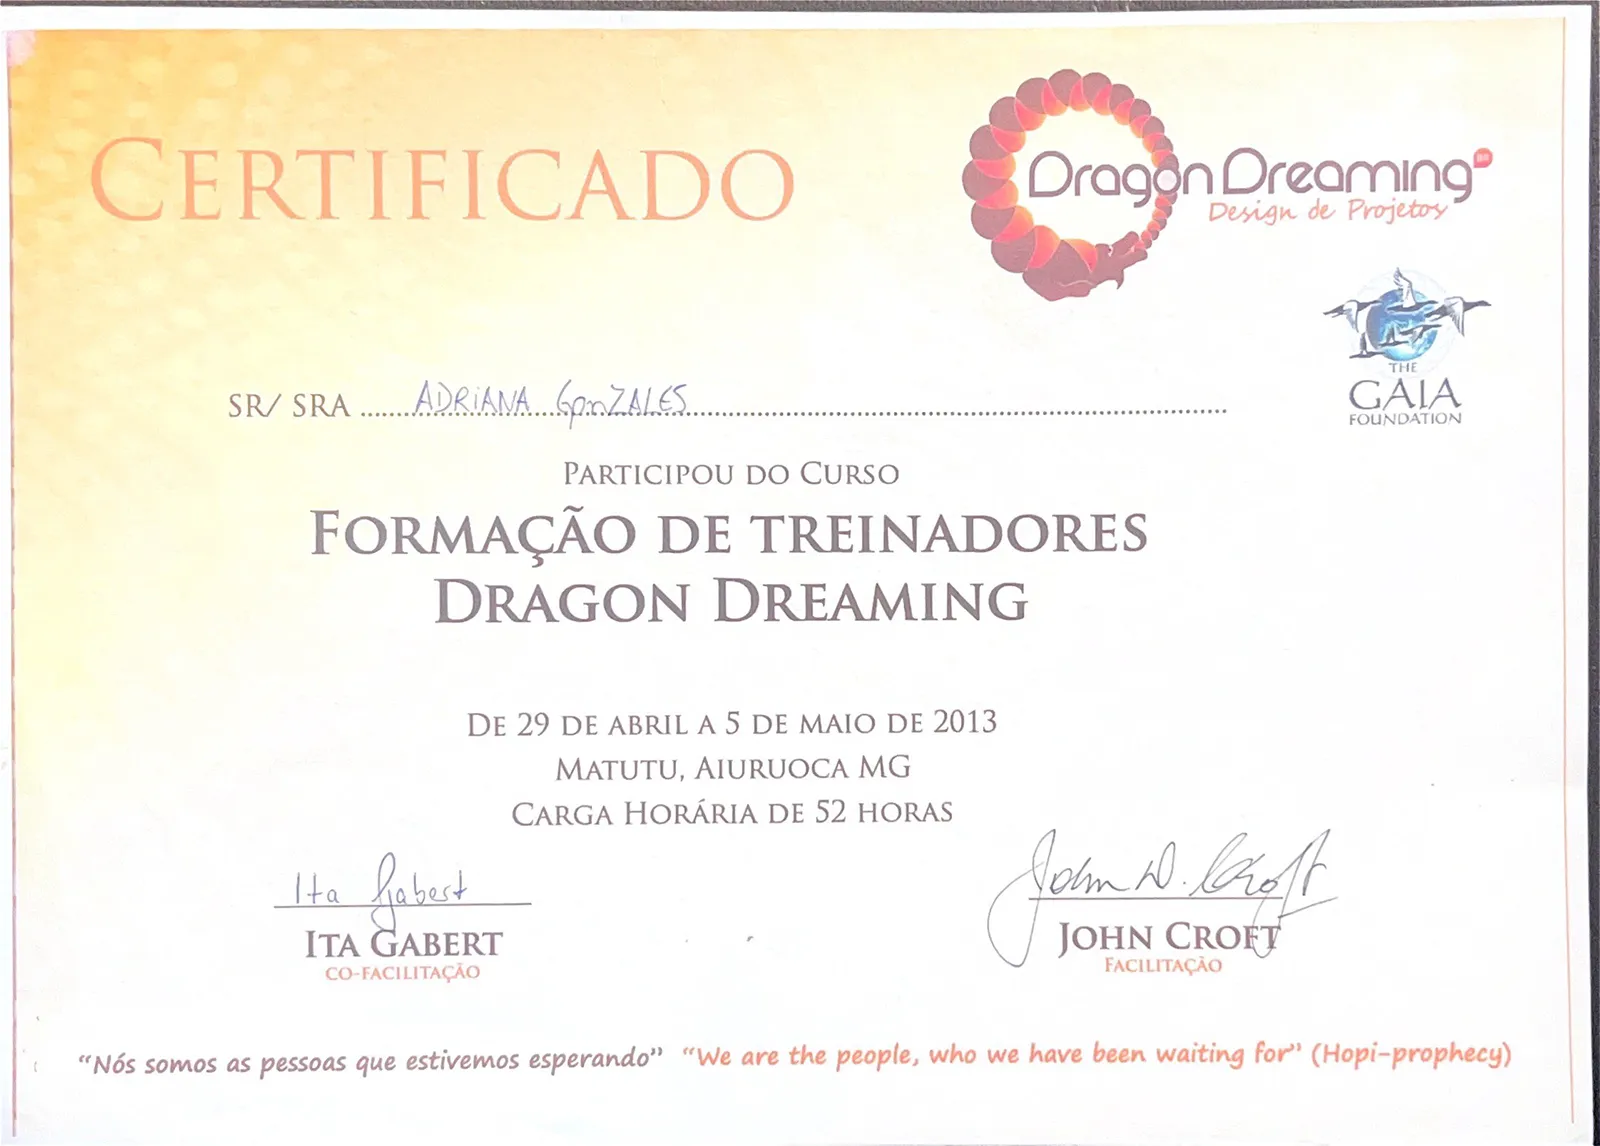 CERTIFICADO
Dragon Dreaming BR
Design de Projetos
THE
GAIA
FOUNDATION
SR/ SRA ......ADRIANA GONZALES......
PARTICIPOU DO CURSO
FORMAÇÃO DE TREINADORES
DRAGON DREAMING
DE 29 DE ABRIL A 5 DE MAIO DE 2013
MATUTU, AIURUOCA MG
CARGA HORÁRIA DE 52 HORAS
Ita Gabert
ITA GABERT
CO-FACILITAÇÃO
John D. Croft
JOHN CROFT
FACILITAÇÃO
“Nós somos as pessoas que estivemos esperando” “We are the people, who we have been waiting for” (Hopi-prophecy)